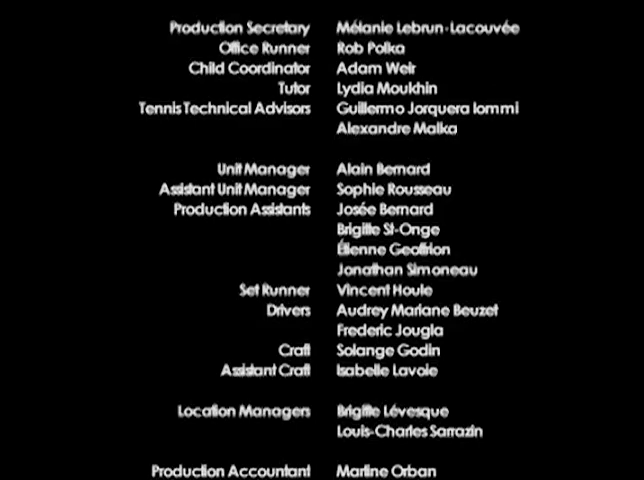 Production Secretary Mélanie Lebrun-Lacouvée
Office Runner Rob Polka
Child Coordinator Adam Weir
Tutor Lydia Moukhin
Tennis Technical Advisors Guillermo Jorquera Iommi
Alexandre Malka
Unit Manager Alain Bernard
Assistant Unit Manager Sophie Rousseau
Production Assistants Josée Bernard
Brigitte St-Onge
Étienne Geoffrion
Jonathan Simoneau
Set Runner Vincent Houle
Drivers Audrey Mariane Beuzet
Frederic Jougla
Craft Solange Godin
Assistant Craft Isabelle Lavoie
Location Managers Brigitte Lévesque
Louis-Charles Sarrazin
Production Accountant Martine Orban